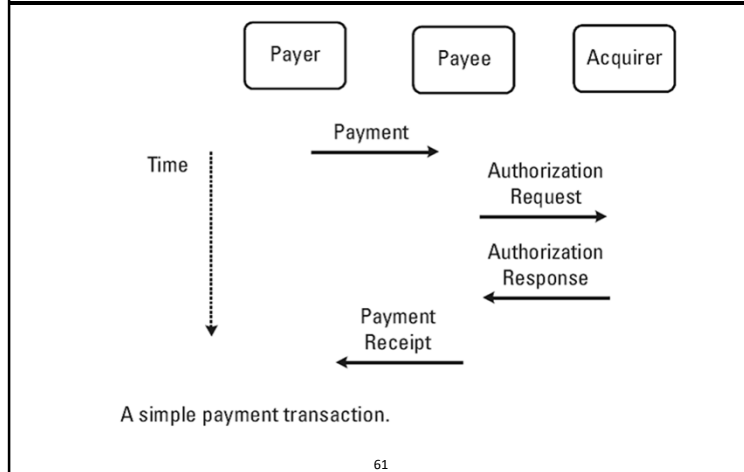 Payer
Payee
Acquirer
Payment
Time
Authorization
Request
Authorization
Response
Payment
Receipt
A simple payment transaction.
61